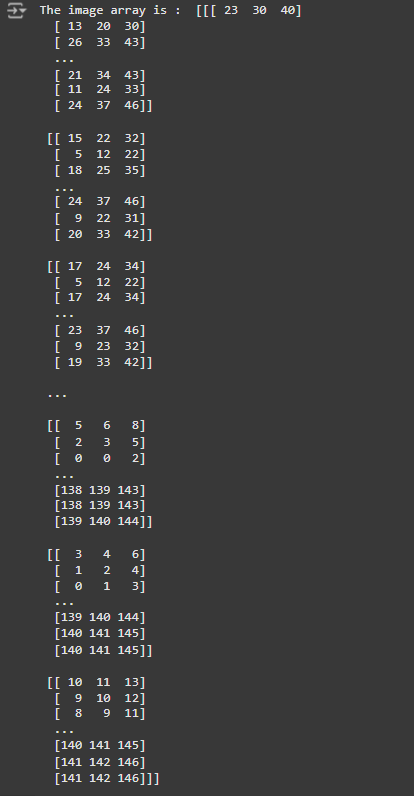 The image array is :  [[[ 23  30  40]
  [ 13  20  30]
  [ 26  33  43]
  ...
  [ 21  34  43]
  [ 11  24  33]
  [ 24  37  46]]

 [[ 15  22  32]
  [  5  12  22]
  [ 18  25  35]
  ...
  [ 24  37  46]
  [  9  22  31]
  [ 20  33  42]]

 [[ 17  24  34]
  [  5  12  22]
  [ 17  24  34]
  ...
  [ 23  37  46]
  [  9  23  32]
  [ 19  33  42]]

 ...

 [[  5   6   8]
  [  2   3   5]
  [  0   0   2]
  ...
  [138 139 143]
  [138 139 143]
  [139 140 144]]

 [[  3   4   6]
  [  1   2   4]
  [  0   1   3]
  ...
  [139 140 144]
  [140 141 145]
  [140 141 145]]

 [[ 10  11  13]
  [  9  10  12]
  [  8   9  11]
  ...
  [140 141 145]
  [141 142 146]
  [141 142 146]]]